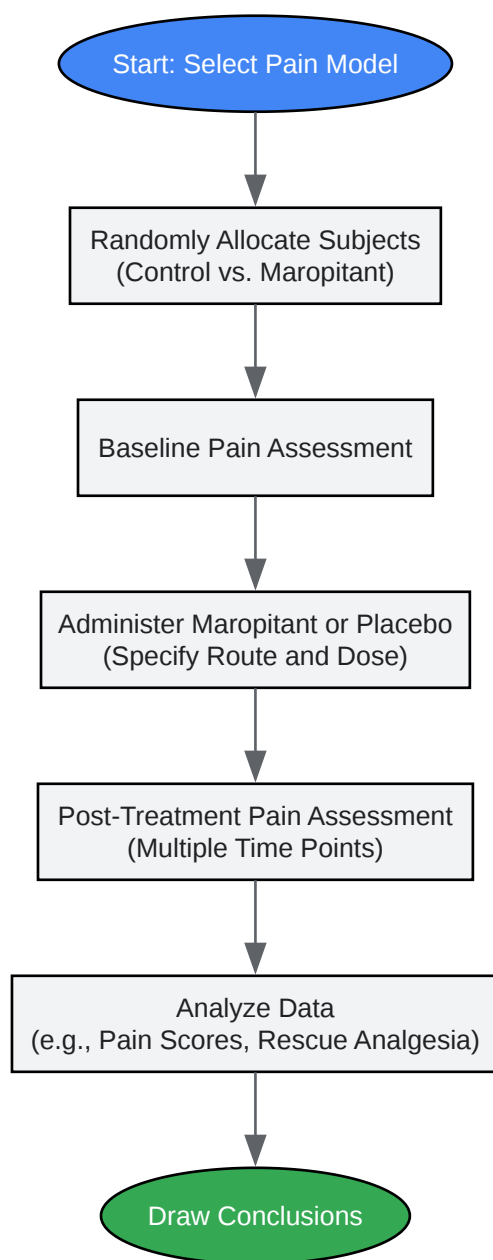 Start: Select Pain Model
Randomly Allocate Subjects
(Control vs. Maropitant)
Baseline Pain Assessment
Administer Maropitant or Placebo
(Specify Route and Dose)
Post-Treatment Pain Assessment
(Multiple Time Points)
Analyze Data
(e.g., Pain Scores, Rescue Analgesia)
Draw Conclusions